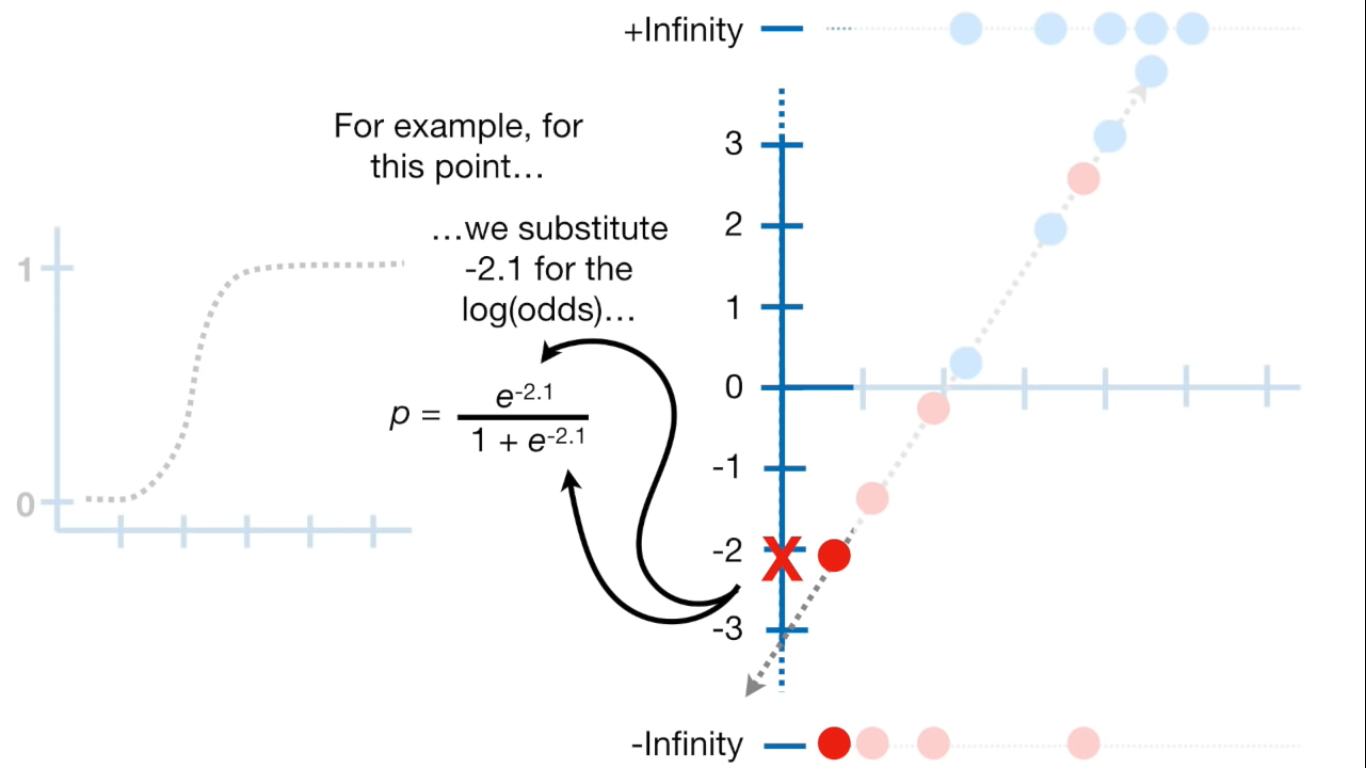 +Infinity
For example, for
this point…
…we substitute
-2.1 for the
log(odds)…
p = e^-2.1 / 1 + e^-2.1
1
0
3
2
1
0
-1
-2
X
-3
-Infinity